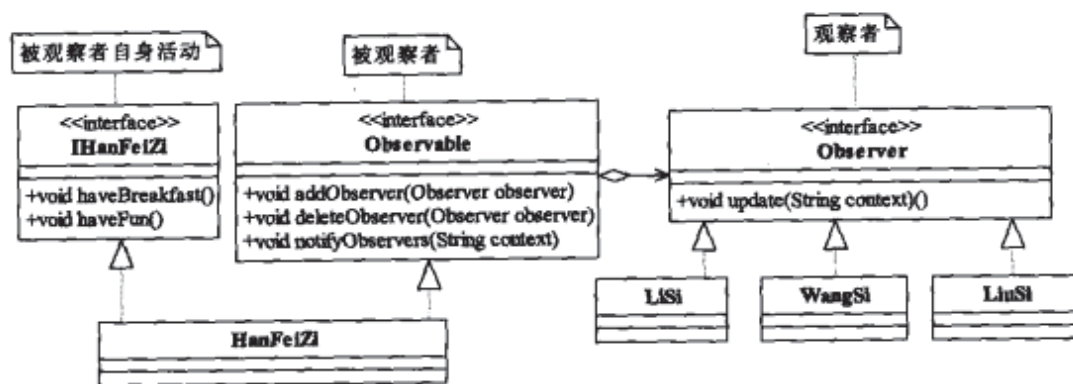 被观察者自身活动
被观察者
观察者
<<interface>>
IHanFeiZi
+void haveBreakfast()
+void haveFun()
<<interface>>
Observable
+void addObserver(Observer observer)
+void deleteObserver(Observer observer)
+void notifyObservers(String context)
<<interface>>
Observer
+void update(String context)()
LiSi
WangSi
LiuSi
HanFeiZi